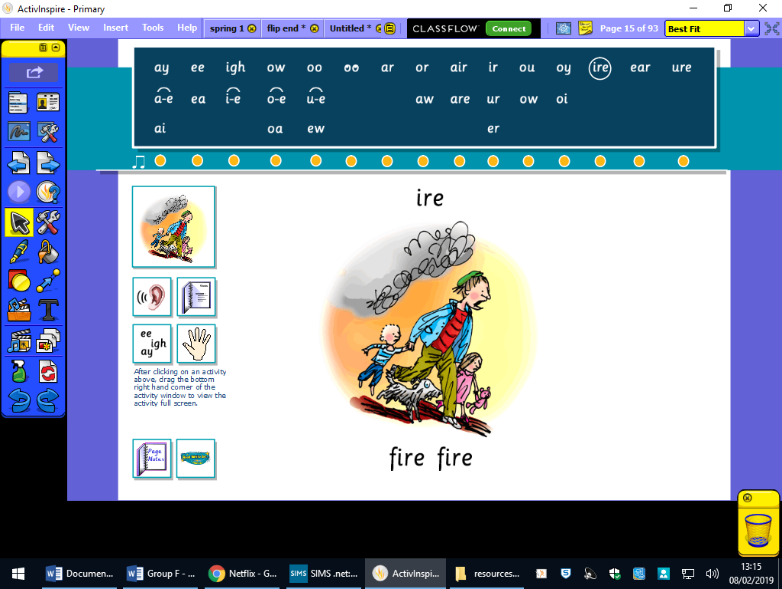 ActivInspire - Primary
File Edit View Insert Tools Help spring 1 flip end * Untitled * CLASSFLOW Connect Page 15 of 93 Best Fit
ay ee igh ow oo oo ar or air ir ou oy ire ear ure
a-e ea i-e o-e u-e aw are ur ow oi
ai oa ew er
ire
ee
igh
ay
After clicking on an activity
above, drag the bottom
right hand corner of the
activity window to view the
activity full screen.
Page
Notes
fire fire
Documen... Group F - ... Netflix - G... SIMS SIMS .net:... ActivInspi... resources... 13:15
08/02/2019